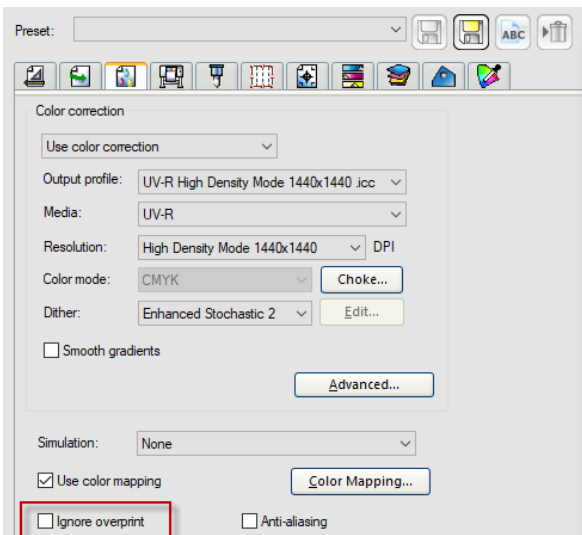 Preset:
ABC
Color correction
Use color correction
Output profile: UV-R High Density Mode 1440x1440 .icc
Media: UV-R
Resolution: High Density Mode 1440x1440 DPI
Color mode: CMYK Choke...
Dither: Enhanced Stochastic 2 Edit...
Smooth gradients
Advanced...
Simulation: None
Use color mapping Color Mapping...
Ignore overprint Anti-aliasing